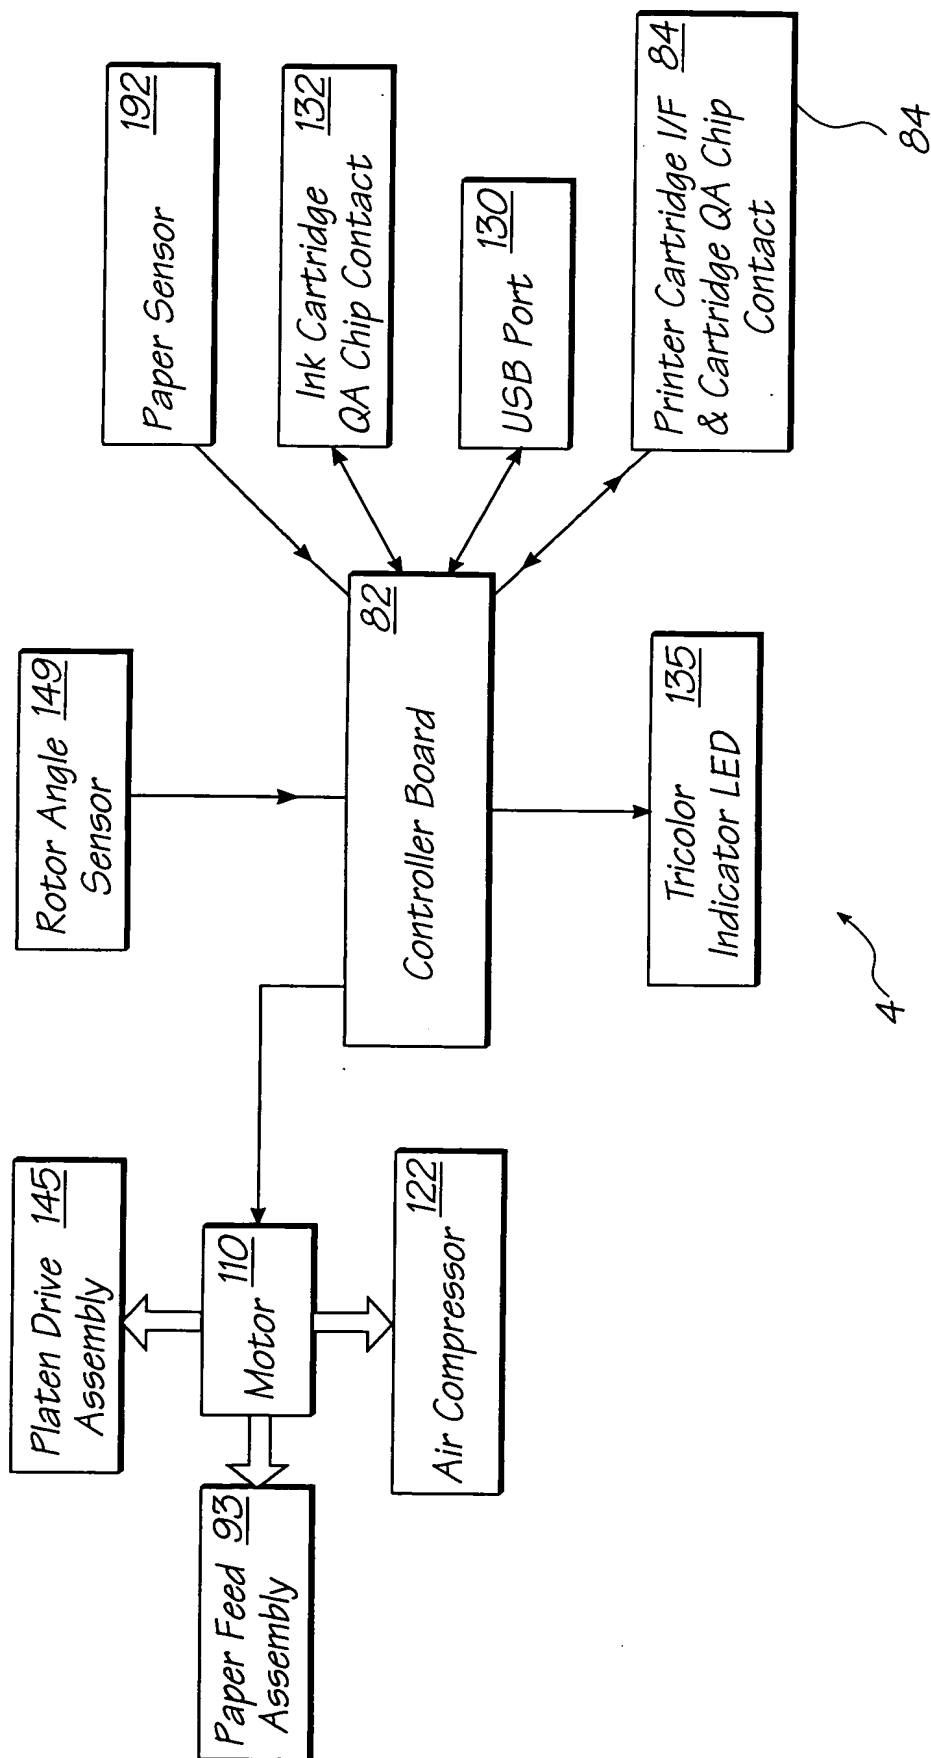 Paper Feed 93
Assembly
Platen Drive 145
Assembly
Motor 110
Air Compressor 122
Rotor Angle 149
Sensor
82
Controller Board
Tricolor 135
Indicator LED
Paper Sensor 192
Ink Cartridge 132
QA Chip Contact
USB Port 130
Printer Cartridge I/F 84
& Cartridge QA Chip
Contact
84
4